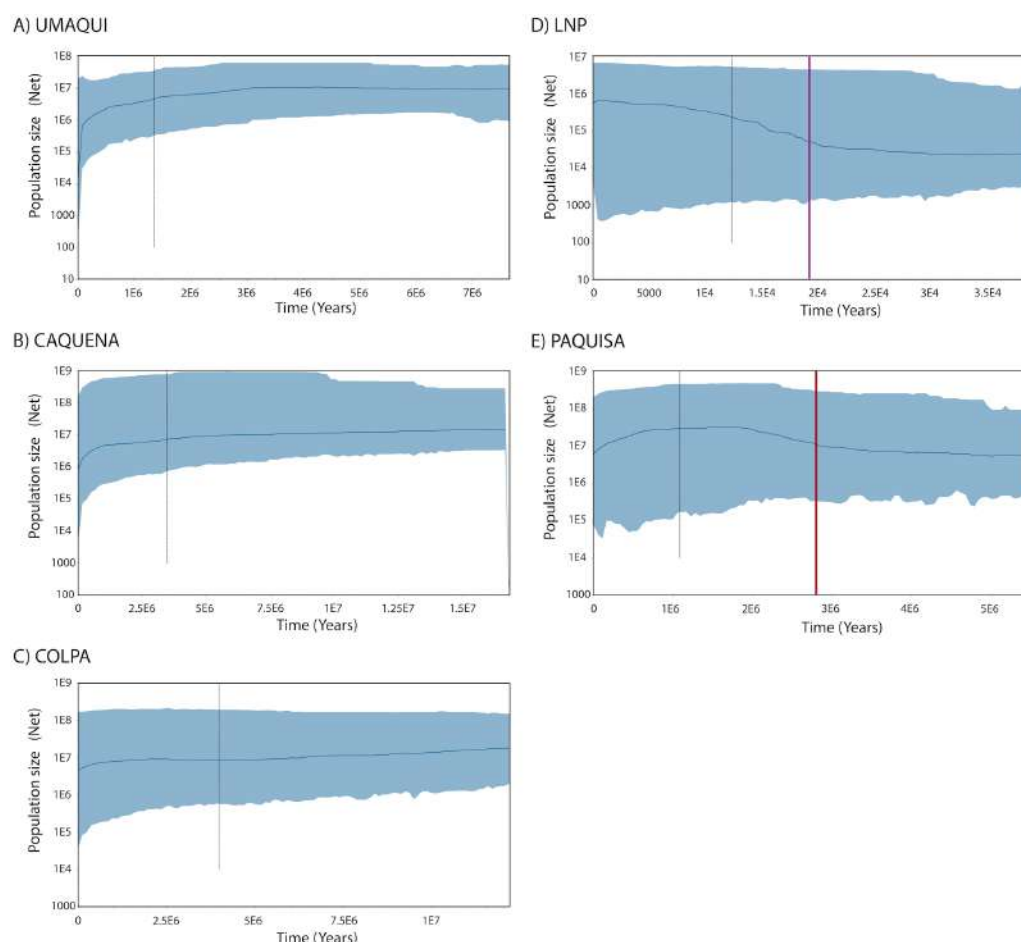 A) UMAQUI
Population size (Net)
1E8
1E7
1E6
1E5
1E4
1000
100
10
0 1E6 2E6 3E6 4E6 5E6 6E6 7E6
Time (Years)
B) CAQUENA
Population size (Net)
1E9
1E8
1E7
1E6
1E5
1E4
1000
100
0 2.5E6 5E6 7.5E6 1E7 1.25E7 1.5E7
Time (Years)
C) COLPA
Population size (Net)
1E9
1E8
1E7
1E6
1E5
1E4
1000
0 2.5E6 5E6 7.5E6 1E7
Time (Years)
D) LNP
Population size (Net)
1E7
1E6
1E5
1E4
1000
100
10
0 5000 1E4 1.5E4 2E4 2.5E4 3E4 3.5E4
Time (Years)
E) PAQUISA
Population size (Net)
1E9
1E8
1E7
1E6
1E5
1E4
1000
0 1E6 2E6 3E6 4E6 5E6
Time (Years)